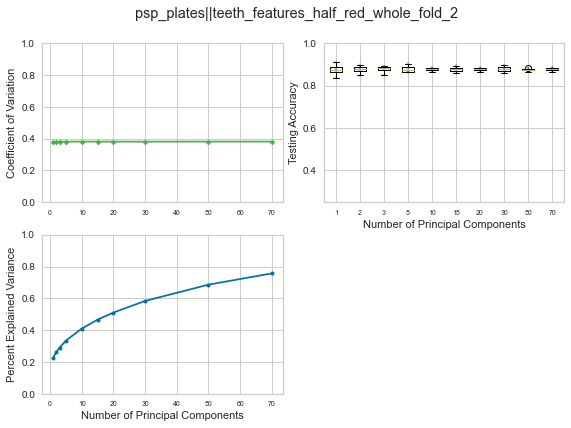 psp_plates||teeth_features_half_red_whole_fold_2
Coefficient of Variation
1.0
0.8
0.6
0.4
0.2
0.0
0 10 20 30 40 50 60 70
Testing Accuracy
1.0
0.8
0.6
0.4
1 2 3 5 10 15 20 30 50 70
Number of Principal Components
Percent Explained Variance
1.0
0.8
0.6
0.4
0.2
0.0
0 10 20 30 40 50 60 70
Number of Principal Components